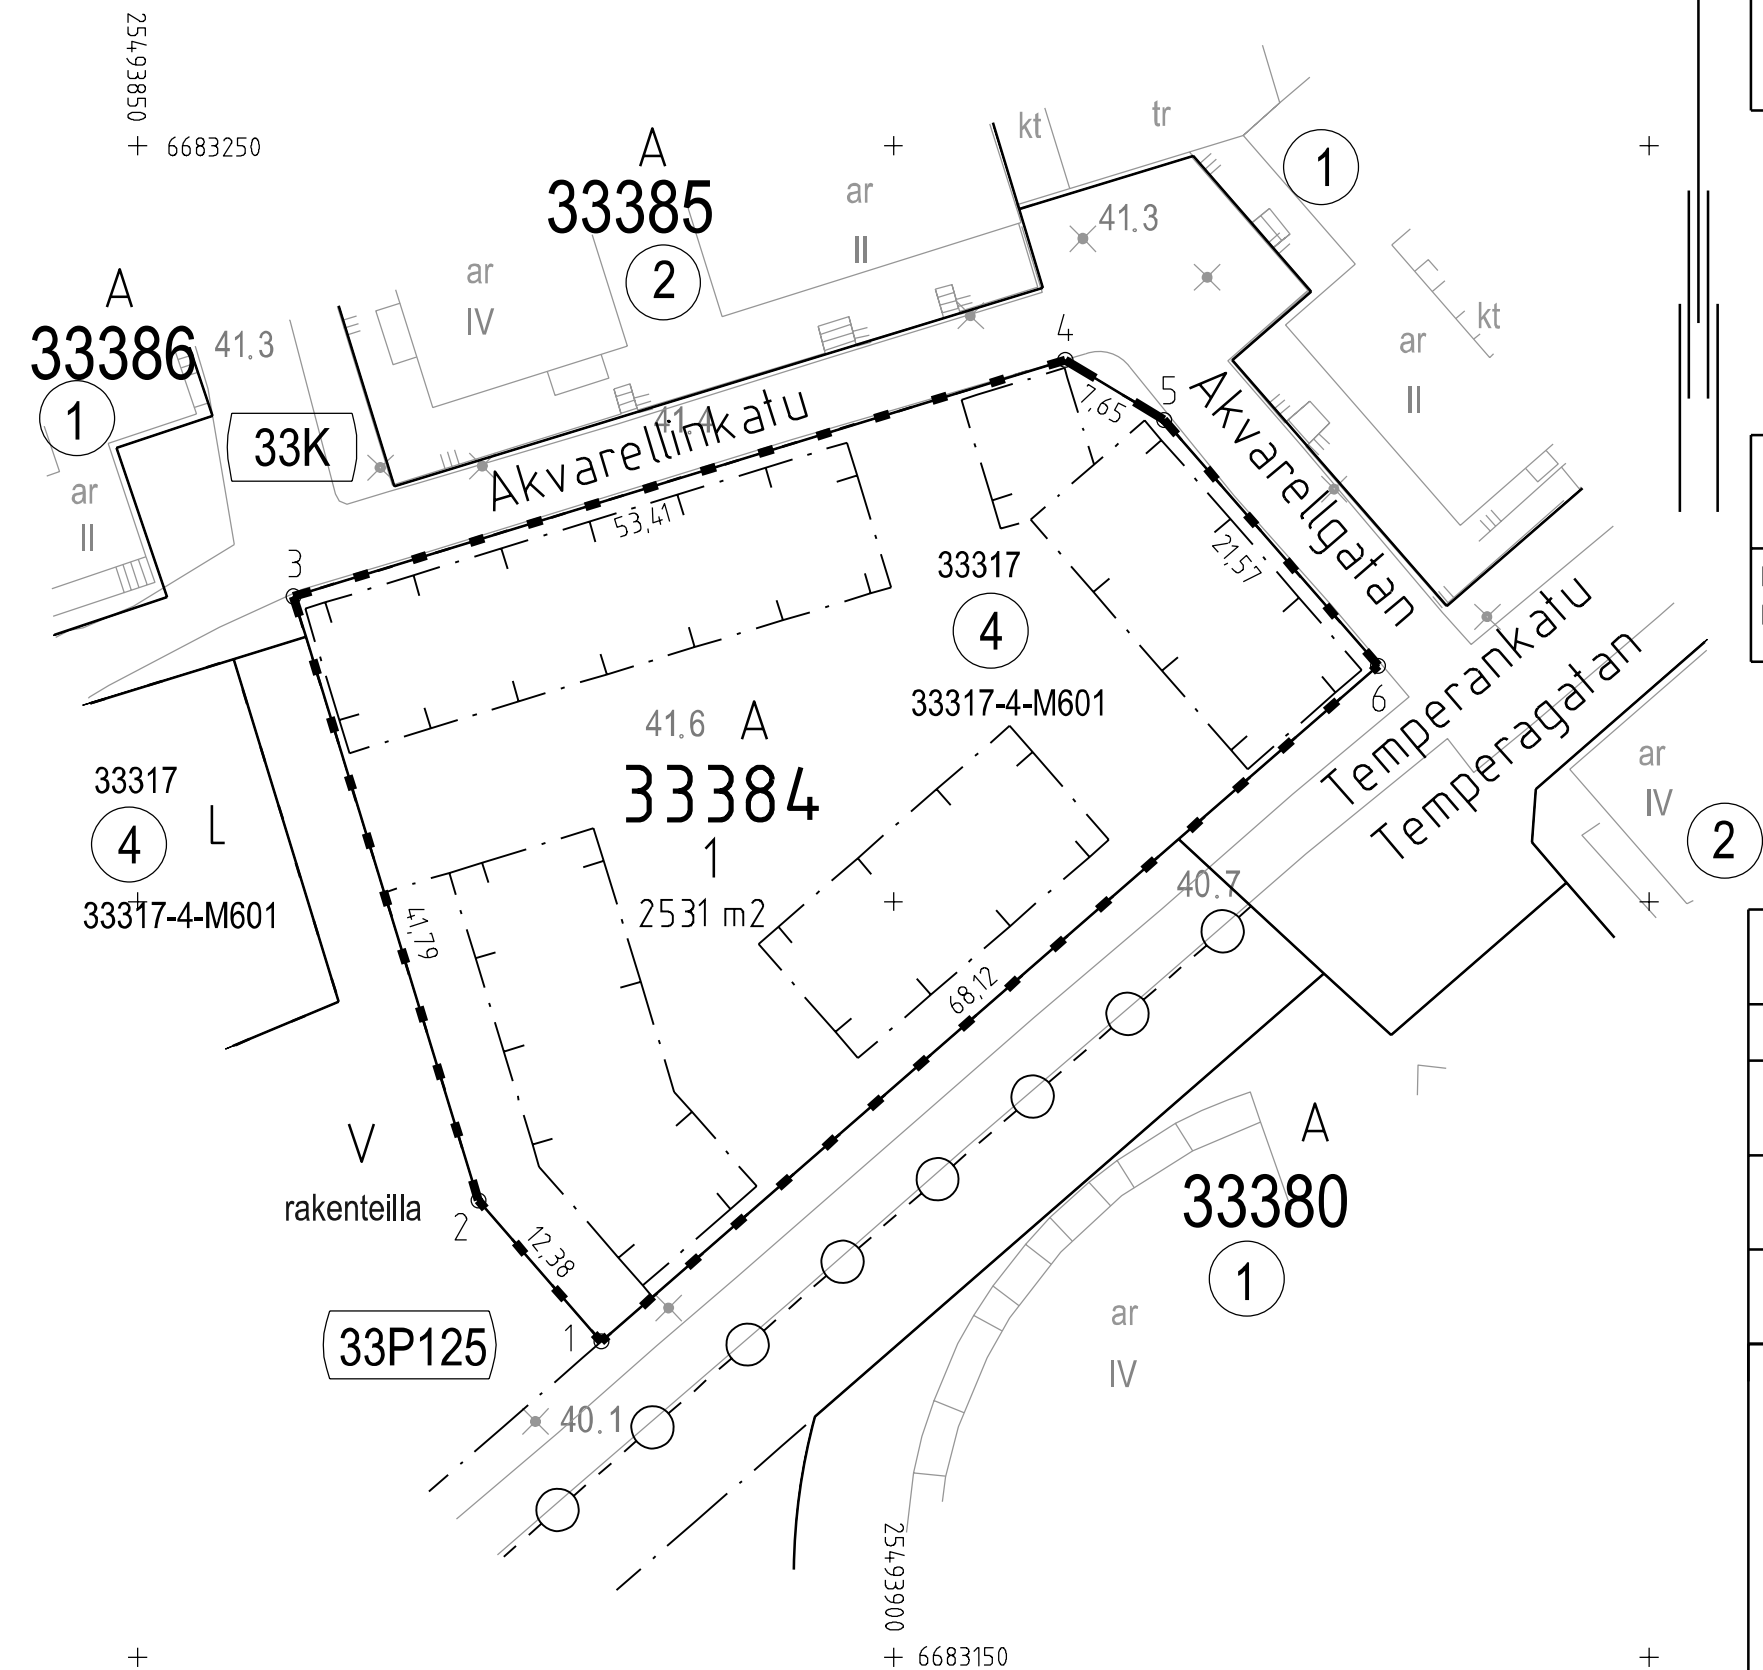 25493850
6683250
kt
tr
A
33385
2
ar
II
41.3
1
ar
IV
A
33386
1
41.3
33K
ar
II
4
5
7,65
kt
ar
II
41.4
Akvarellinkatu
Akvarellgatan
53,41
21,57
3
33317
4
33317-4-M601
6
Temperankatu
Temperagatan
41.6
A
33384
1
2531 m2
33317
4
L
33317-4-M601
ar
IV
2
40.7
41,79
68,12
V
rakenteilla
2
12,38
1
33P125
A
33380
1
ar
IV
40.1
25493900
6683150